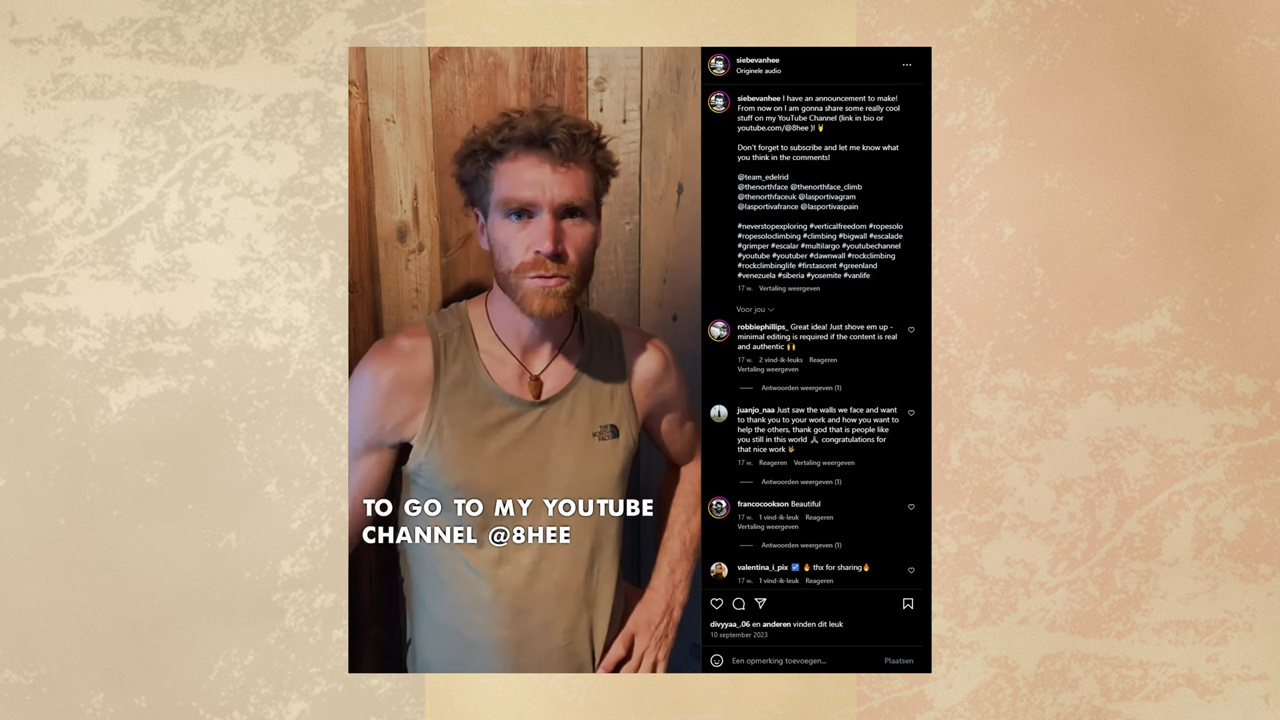 THE
NORTH
FACE
TO GO TO MY YOUTUBE
CHANNEL @8HEE
siebevanhee
Originele audio
siebevanhee I have an announcement to make!
From now on I am gonna share some really cool
stuff on my YouTube Channel (link in bio or
youtube.com/@8hee )! 🤘
Don't forget to subscribe and let me know what
you think in the comments!
@team_edelrid
@thenorthface @thenorthface_climb
@thenorthfaceuk @lasportivagram
@lasportivafrance @lasportivaspain
#neverstopexploring #verticalfreedom #ropesolo
#ropesoloclimbing #climbing #bigwall #escalade
#grimper #escalar #multilargo #youtubechannel
#youtube #youtuber #dawnwall #rockclimbing
#rockclimbinglife #firstascent #greenland
#venezuela #siberia #yosemite #vanlife
17 w. Vertaling weergeven
Voor jou
robbiephillips_ Great idea! Just shove em up -
minimal editing is required if the content is real
and authentic 🙌
17 w. 2 vind-ik-leuks Reageren
Vertaling weergeven
Antwoorden weergeven (1)
juanjo_naa Just saw the walls we face and want
to thank you to your work and how you want to
help the others, thank god that is people like
you still in this world 🙏 congratulations for
that nice work 🤟
17 w. Reageren Vertaling weergeven
Antwoorden weergeven (1)
francocookson Beautiful
17 w. 1 vind-ik-leuk Reageren
Vertaling weergeven
Antwoorden weergeven (1)
valentina_i_pix ☑️ 🔥 thx for sharing🔥
17 w. 1 vind-ik-leuk Reageren
divyyaa_.06 en anderen vinden dit leuk
10 september 2023
Een opmerking toevoegen... Plaatsen